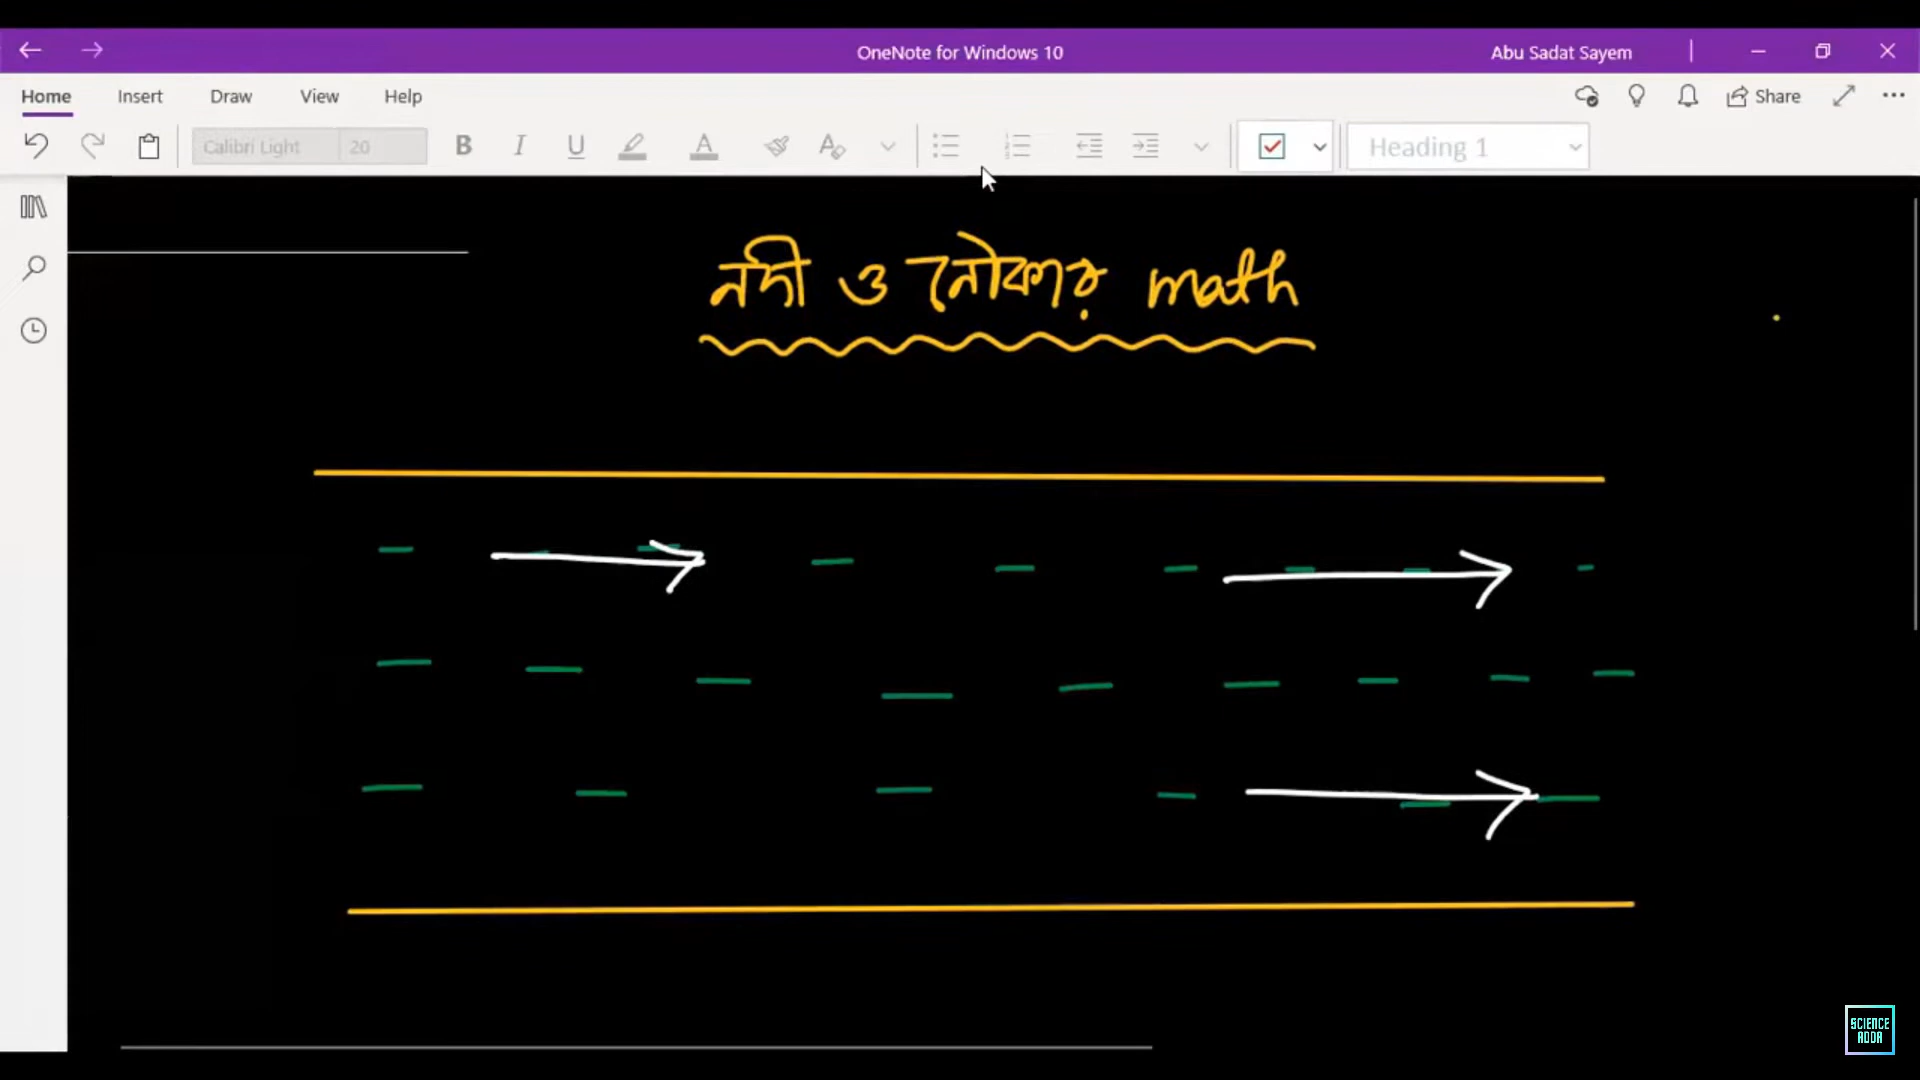 OneNote for Windows 10
Abu Sadat Sayem
Home Insert Draw View Help
Share
Calibri Light 20 B I U A A Heading 1
নদী ও নৌকার math
SCIENCE
ADDA